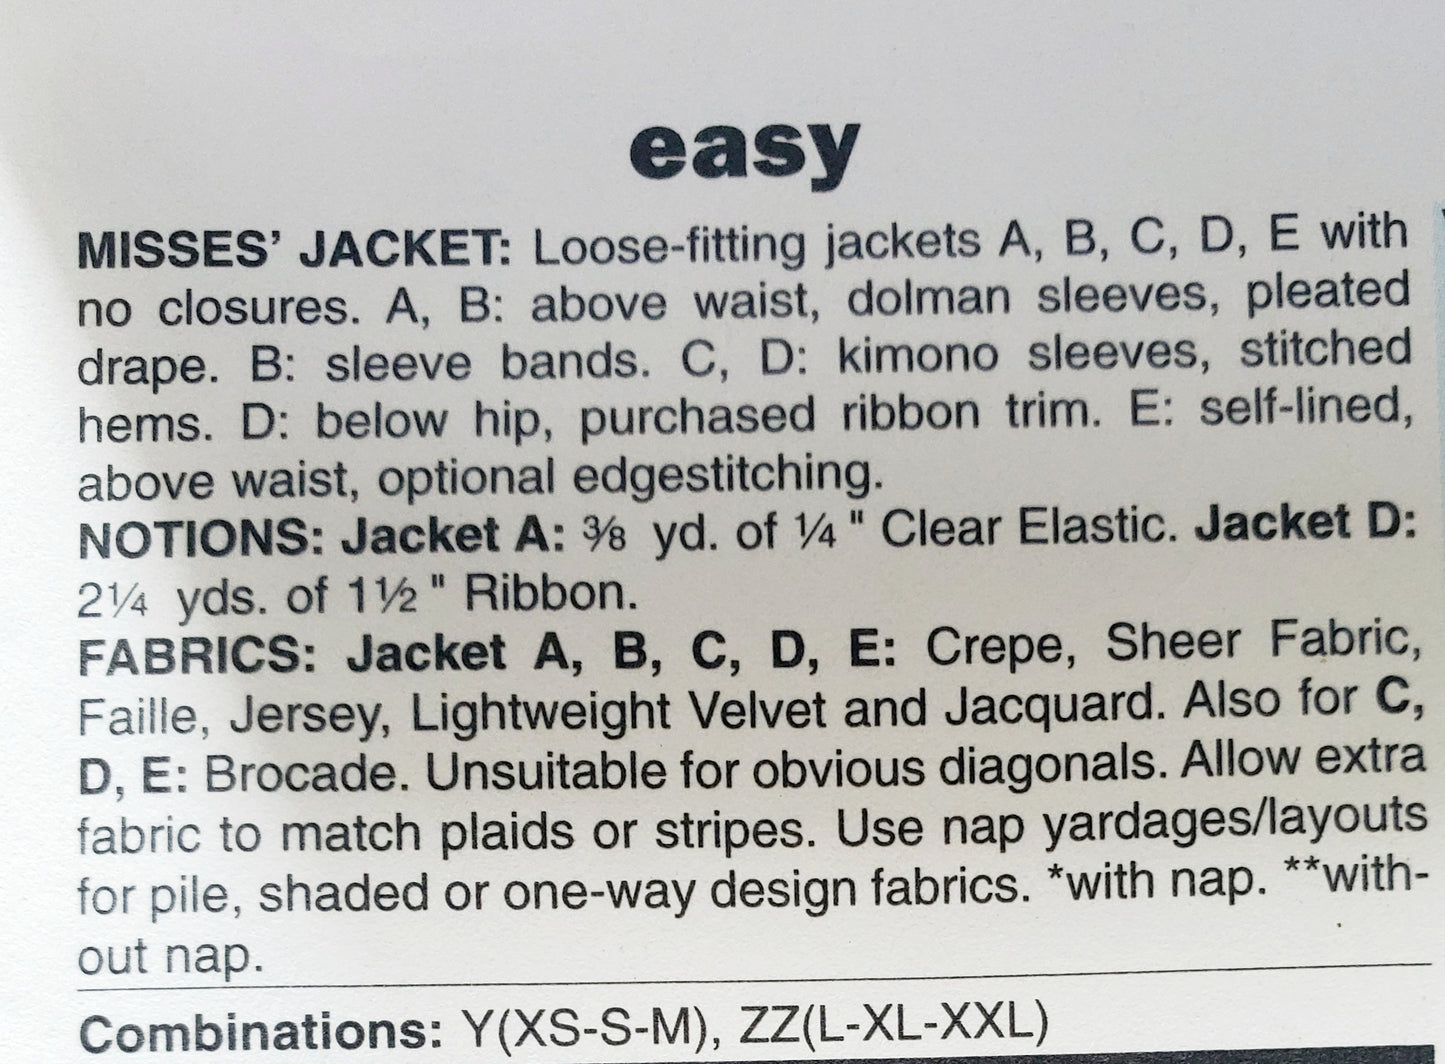 easy
MISSES’ JACKET: Loose-fitting jackets A, B, C, D, E with
no closures. A, B: above waist, dolman sleeves, pleated
drape. B: sleeve bands. C, D: kimono sleeves, stitched
hems. D: below hip, purchased ribbon trim. E: self-lined,
above waist, optional edgestitching.
NOTIONS: Jacket A: ⅜ yd. of ¼ " Clear Elastic. Jacket D:
2¼ yds. of 1½ " Ribbon.
FABRICS: Jacket A, B, C, D, E: Crepe, Sheer Fabric,
Faille, Jersey, Lightweight Velvet and Jacquard. Also for C,
D, E: Brocade. Unsuitable for obvious diagonals. Allow extra
fabric to match plaids or stripes. Use nap yardages/layouts
for pile, shaded or one-way design fabrics. *with nap. **with-
out nap.
Combinations: Y(XS-S-M), ZZ(L-XL-XXL)